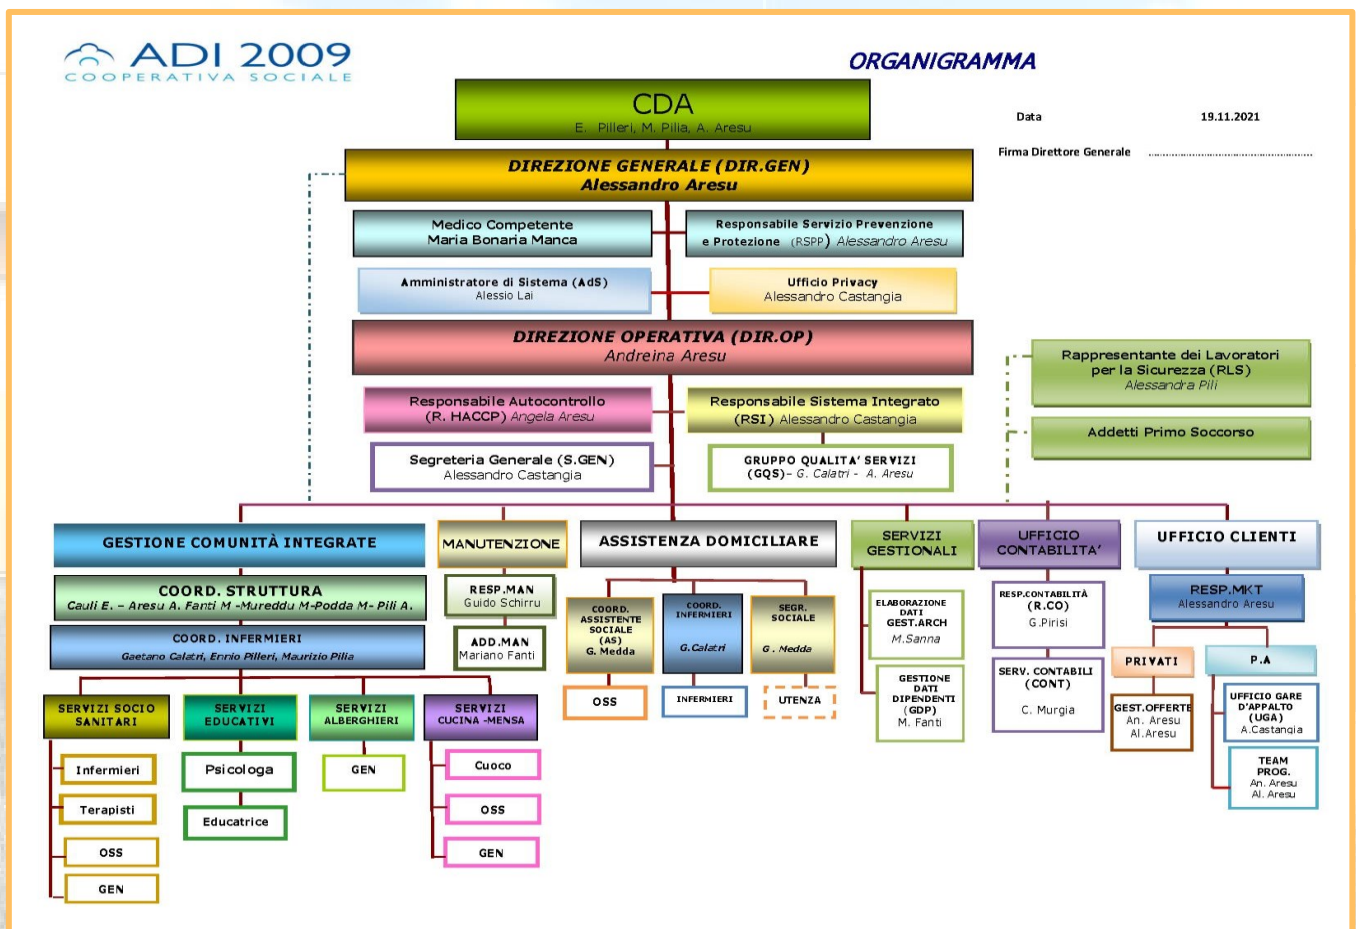 ADI 2009
COOPERATIVA SOCIALE
ORGANIGRAMMA
Data 19.11.2021
Firma Direttore Generale
CDA
E. Pilleri, M. Pilia, A. Aresu
DIREZIONE GENERALE (DIR.GEN)
Alessandro Aresu
Medico Competente
Maria Bonaria Manca
Responsabile Servizio Prevenzione
e Protezione (RSPP) Alessandro Aresu
Amministratore di Sistema (AdS)
Alessio Lai
Ufficio Privacy
Alessandro Castangia
DIREZIONE OPERATIVA (DIR.OP)
Andreina Aresu
Rappresentante dei Lavoratori
per la Sicurezza (RLS)
Alessandra Pili
Addetti Primo Soccorso
Responsabile Autocontrollo
(R. HACCP) Angela Aresu
Responsabile Sistema Integrato
(RSI) Alessandro Castangia
Segreteria Generale (S.GEN)
Alessandro Castangia
GRUPPO QUALITA' SERVIZI
(GQS)– G. Calatri - A. Aresu
GESTIONE COMUNITÀ INTEGRATE
COORD. STRUTTURA
Cauli E. – Aresu A. Fanti M -Mureddu M-Podda M- Pili A.
COORD. INFERMIERI
Gaetano Calatri, Ennio Pilleri, Maurizio Pilia
SERVIZI SOCIO
SANITARI
Infermieri
Terapisti
OSS
GEN
SERVIZI
EDUCATIVI
Psicologa
Educatrice
SERVIZI
ALBERGHIERI
GEN
SERVIZI
CUCINA -MENSA
Cuoco
OSS
GEN
MANUTENZIONE
RESP.MAN
Guido Schirru
ADD.MAN
Mariano Fanti
ASSISTENZA DOMICILIARE
COORD.
ASSISTENTE
SOCIALE
(AS)
G. Medda
OSS
COORD.
INFERMIERI
G.Calatri
INFERMIERI
SEGR.
SOCIALE
G . Medda
UTENZA
SERVIZI
GESTIONALI
ELABORAZIONE
DATI
GEST.ARCH
M.Sanna
GESTIONE
DATI
DIPENDENTI
(GDP)
M. Fanti
UFFICIO
CONTABILITA'
RESP.CONTABILITÀ
(R.CO)
G.Pirisi
SERV. CONTABILI
(CONT)
C. Murgia
UFFICIO CLIENTI
RESP.MKT
Alessandro Aresu
PRIVATI
GEST.OFFERTE
An. Aresu
Al.Aresu
P.A
UFFICIO GARE
D'APPALTO
(UGA)
A.Castangia
TEAM
PROG.
An. Aresu
Al. Aresu